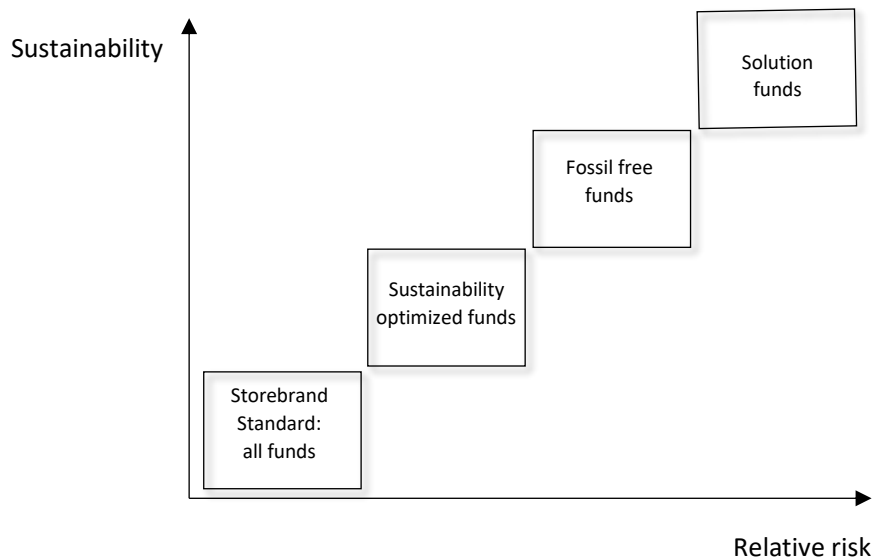 Sustainability
Solution
funds
Fossil free
funds
Sustainability
optimized funds
Storebrand
Standard:
all funds
Relative risk